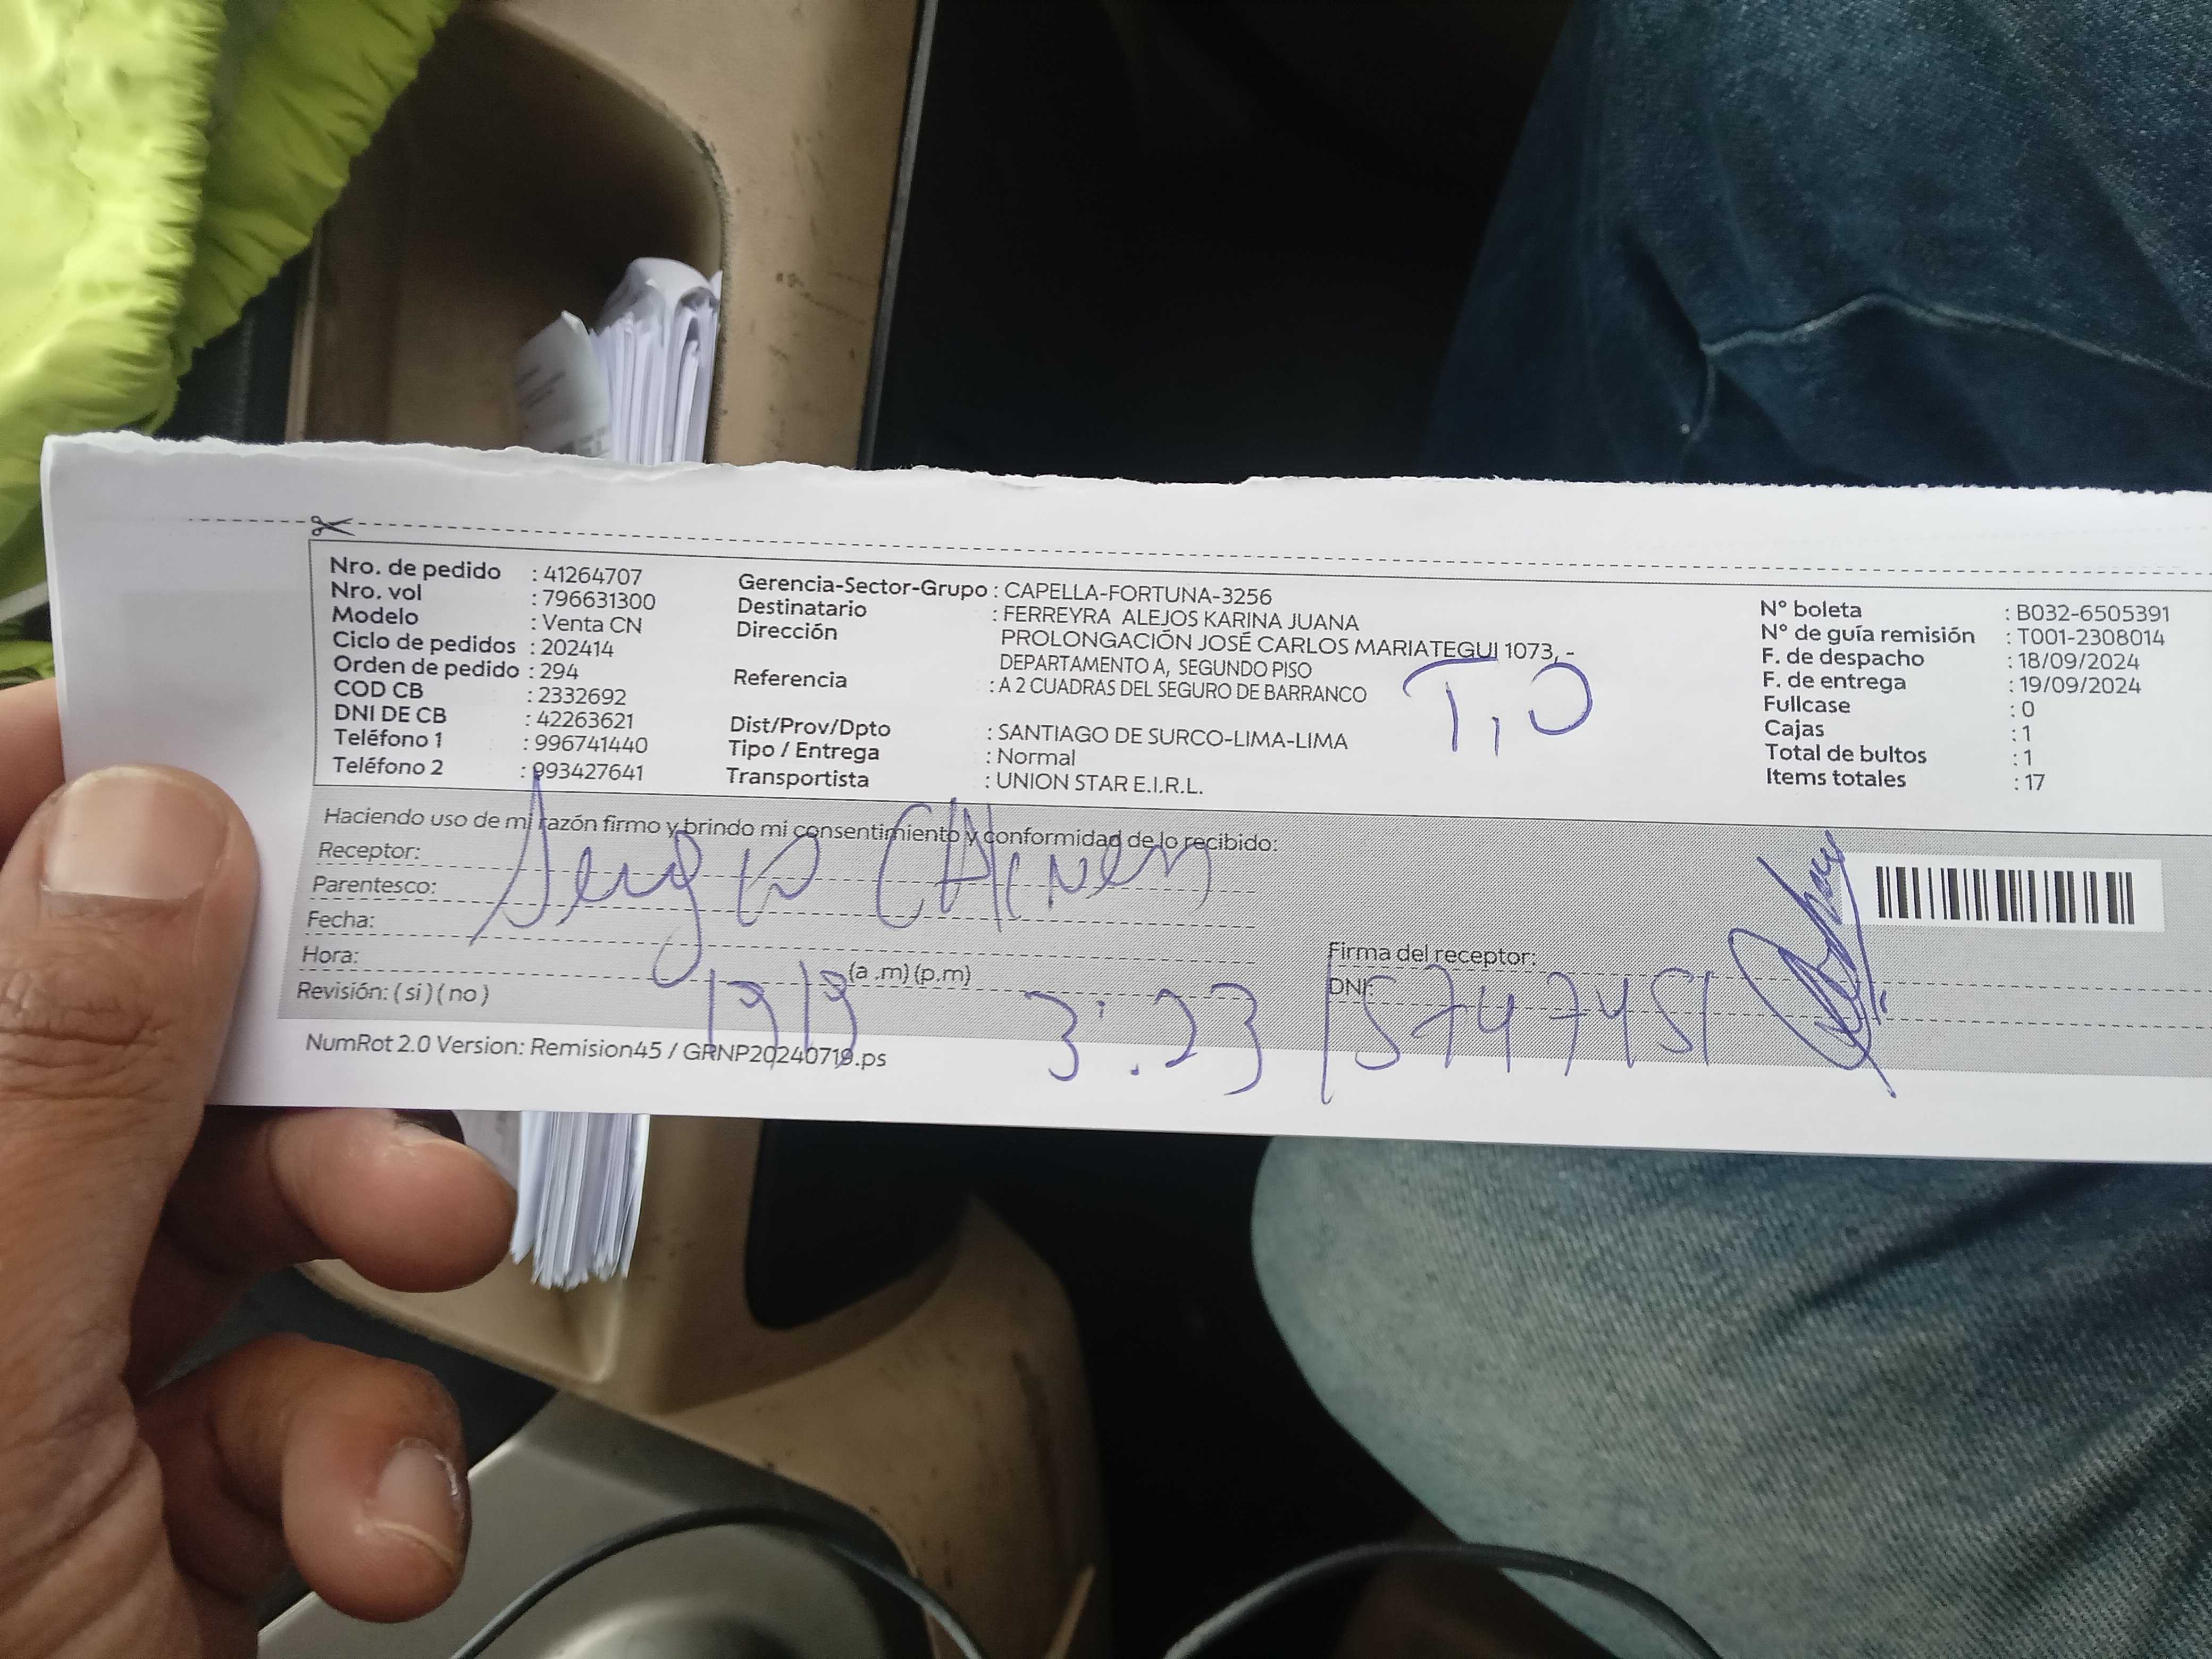 Nro. de pedido : 41264707
Nro. vol : 796631300
Modelo : Venta CN
Ciclo de pedidos : 202414
Orden de pedido : 294
COD CB : 2332692
DNI DE CB : 42263621
Teléfono 1 : 996741440
Teléfono 2 : 993427641
Gerencia-Sector-Grupo : CAPELLA-FORTUNA-3256
Destinatario : FERREYRA ALEJOS KARINA JUANA
Dirección PROLONGACIÓN JOSÉ CARLOS MARIATEGUI 1073, -
DEPARTAMENTO A, SEGUNDO PISO
Referencia : A 2 CUADRAS DEL SEGURO DE BARRANCO
Dist/Prov/Dpto : SANTIAGO DE SURCO-LIMA-LIMA
Tipo / Entrega : Normal
Transportista : UNION STAR E.I.R.L.
T,O
N° boleta : B032-6505391
N° de guía remisión : T001-2308014
F. de despacho : 18/09/2024
F. de entrega : 19/09/2024
Fullcase : 0
Cajas : 1
Total de bultos : 1
Items totales : 17
Haciendo uso de mi razón firmo y brindo mi consentimiento y conformidad de lo recibido:
Receptor: Sergio
Parentesco:
Fecha:
Hora: (a .m) (p.m)
Revisión: ( si ) ( no )
19/9 3:23
Firma del receptor:
DNI: 15747451
NumRot 2.0 Version: Remision45 / GRNP20240719.ps